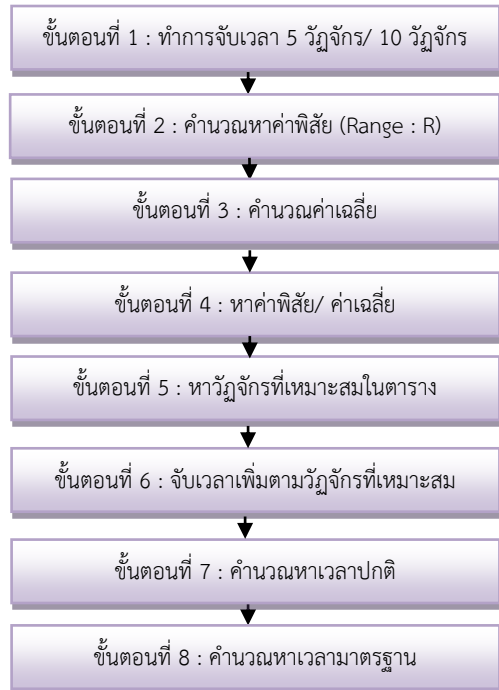 ขั้นตอนที่ 1 : ทำการจับเวลา 5 วัฏจักร/ 10 วัฏจักร
ขั้นตอนที่ 2 : คำนวณหาค่าพิสัย (Range : R)
ขั้นตอนที่ 3 : คำนวณค่าเฉลี่ย
ขั้นตอนที่ 4 : หาค่าพิสัย/ ค่าเฉลี่ย
ขั้นตอนที่ 5 : หาวัฏจักรที่เหมาะสมในตาราง
ขั้นตอนที่ 6 : จับเวลาเพิ่มตามวัฏจักรที่เหมาะสม
ขั้นตอนที่ 7 : คำนวณหาเวลาปกติ
ขั้นตอนที่ 8 : คำนวณหาเวลามาตรฐาน